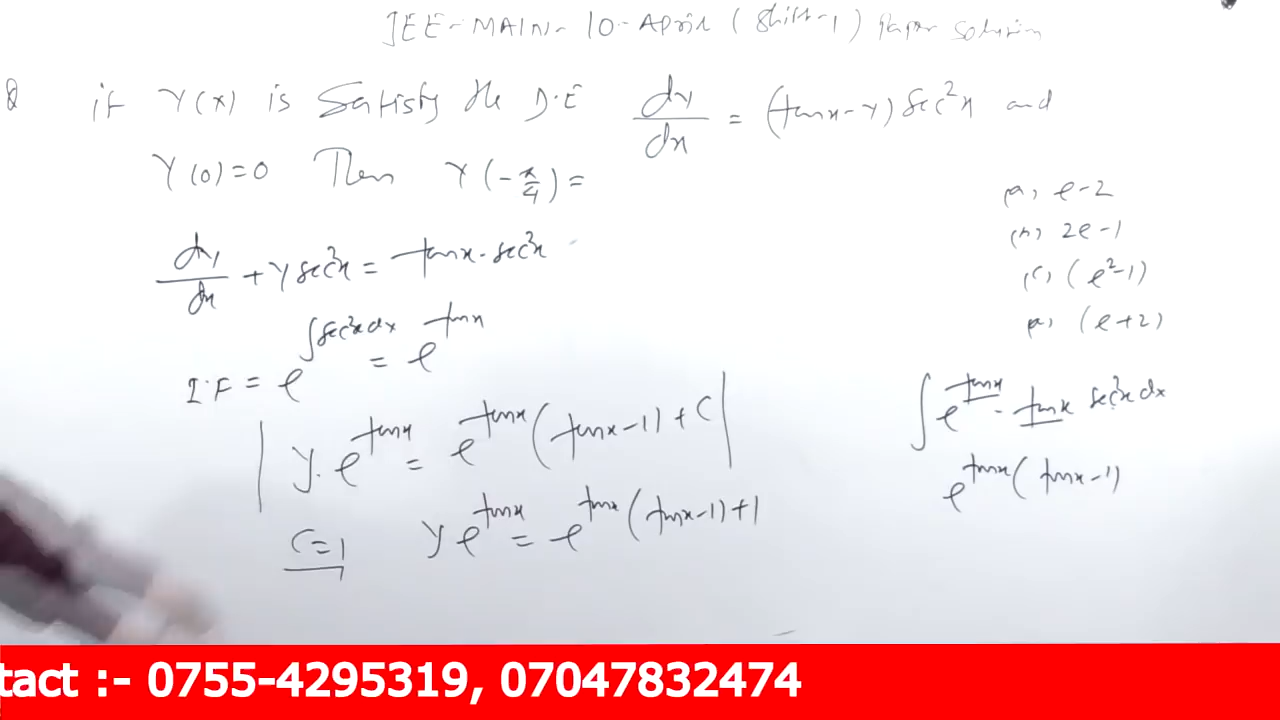 JEE-MAIN- 10-April (Shift-1) Paper Solution
Q if Y(x) is Satisfy the D.E dy/dx = (tanx-y) sec²x and
Y(0)=0 Then Y(-π/4) =
(a) e-2
(b) 2e-1
(c) (e²-1)
(e+2)
dy/dx + y sec²x = tanx. sec²x
I.F = e^∫sec²x dx = e^tanx
y. e^tanx = e^tanx (tanx-1) + C
C=1 y e^tanx = e^tanx (tanx-1)+1
∫ e^tanx . tanx sec²x dx
e^tanx (tanx-1)
tact :- 0755-4295319, 07047832474